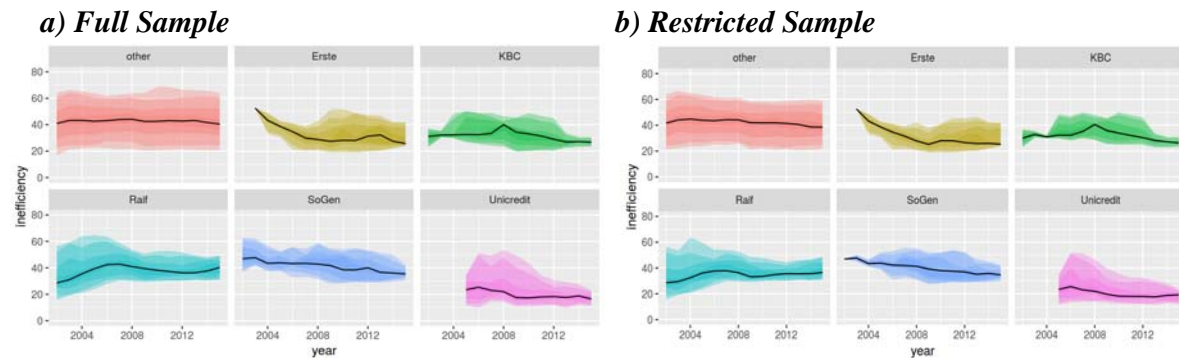 a) Full Sample b) Restricted Sample
other Erste KBC other Erste KBC
80 80
60 60
40 40
20 20
0 0
inefficiency inefficiency
Raif SoGen Unicredit Raif SoGen Unicredit
80 80
60 60
40 40
20 20
0 0
2004 2008 2012 2004 2008 2012 2004 2008 2012 2004 2008 2012 2004 2008 2012 2004 2008 2012
year year